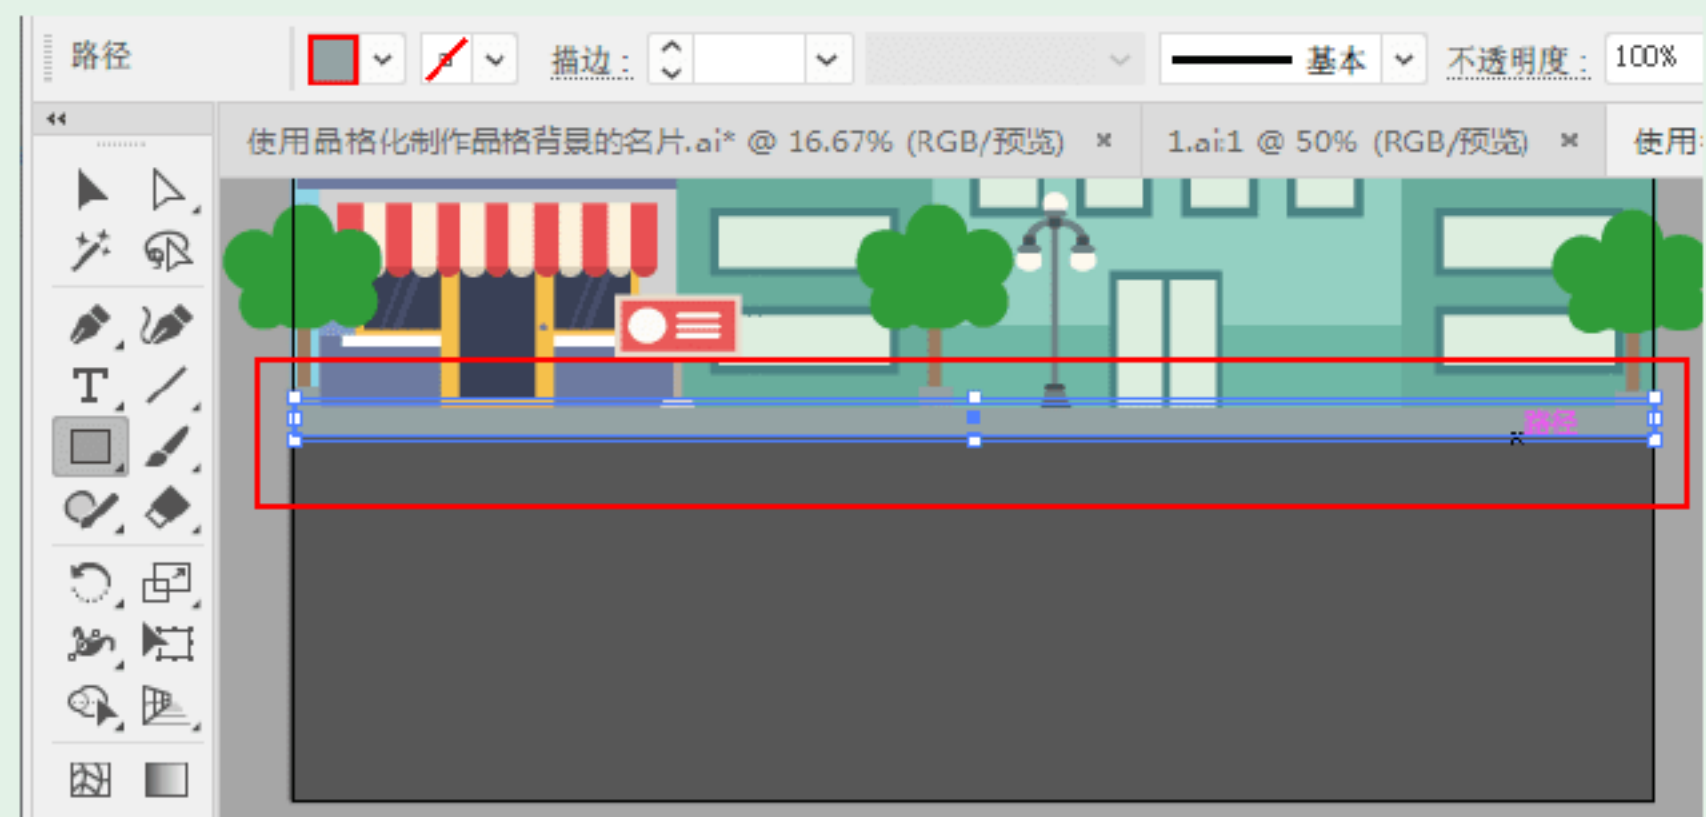 路径
描边：
基本
不透明度：
100%
使用晶格化制作晶格背景的名片.ai* @ 16.67% (RGB/预览) ×
1.ai:1 @ 50% (RGB/预览) ×
使用
路径